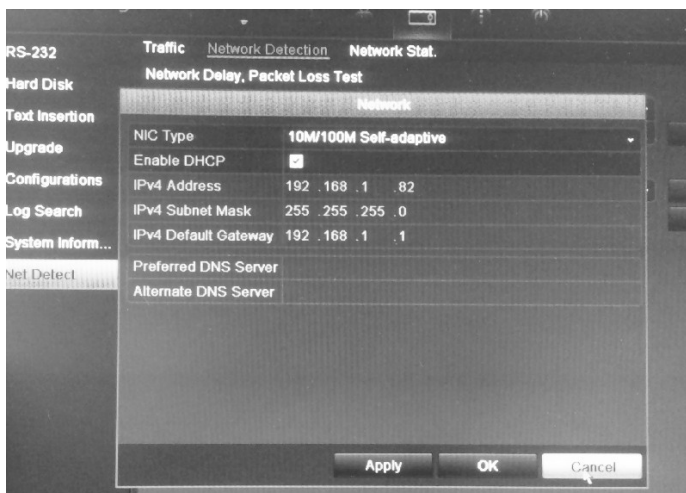 Traffic Network Detection Network Stat.
Network Delay, Packet Loss Test
RS-232
Hard Disk
Text Insertion
Upgrade
Configurations
Log Search
System Inform...
Net Detect
Network
NIC Type 10M/100M Self-adaptive
Enable DHCP
IPv4 Address 192 .168 .1 .82
IPv4 Subnet Mask 255 .255 .255 .0
IPv4 Default Gateway 192 .168 .1 .1
Preferred DNS Server
Alternate DNS Server
Apply OK Cancel